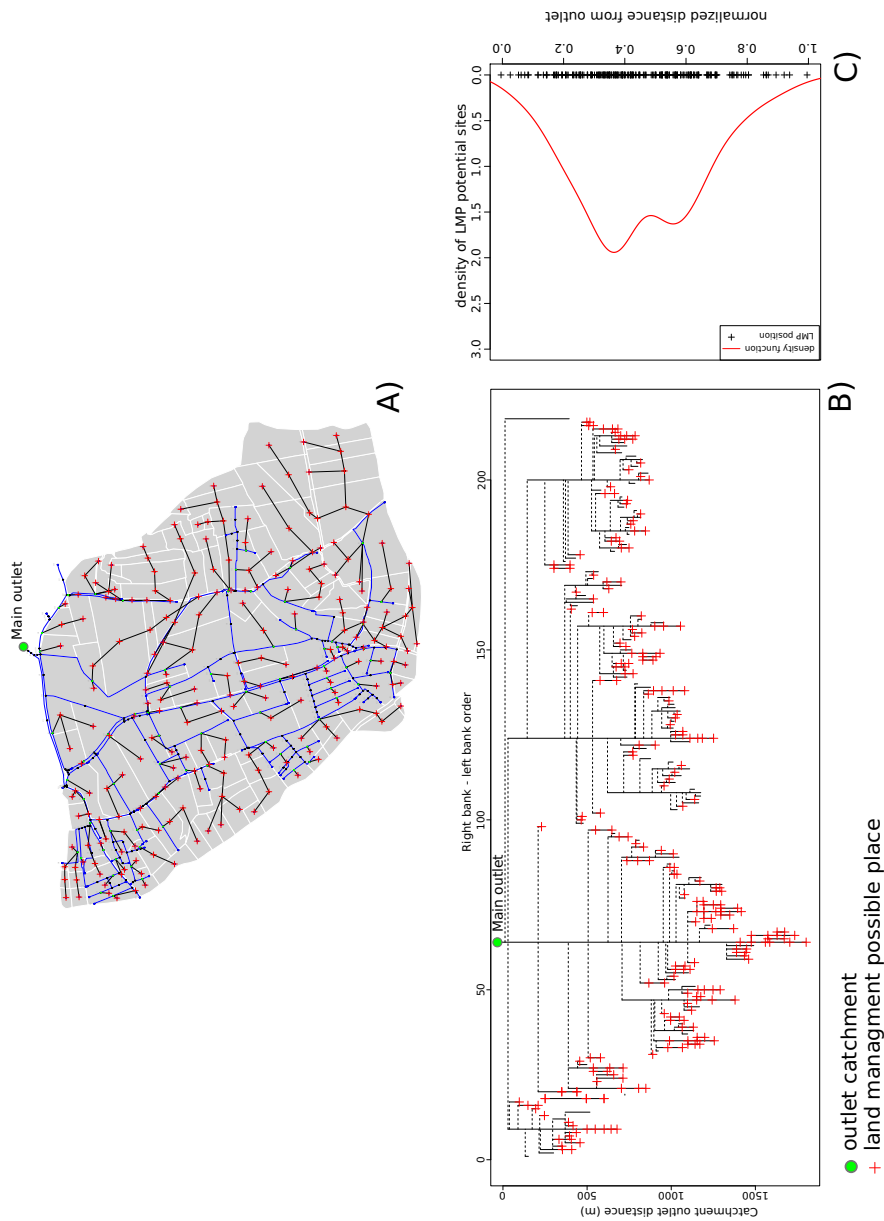 Main outlet
A)
normalized distance from outlet
0.0 0.2 0.4 0.6 0.8 1.0
0.0
0.5
1.0
1.5
2.0
2.5
3.0
density of LMP potential sites
LMP position
density function
C)
Right bank - left bank order
Main outlet
0
50
100
150
200
0 500 1000 1500
Catchment outlet distance (m)
B)
outlet catchment
land managment possible place